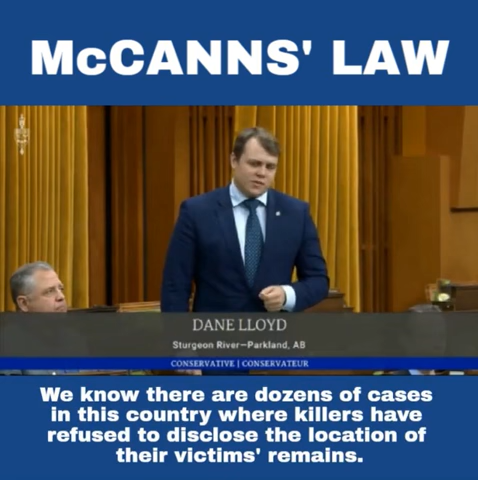 McCANNS' LAW
DANE LLOYD
Sturgeon River—Parkland, AB
CONSERVATIVE | CONSERVATEUR
We know there are dozens of cases
in this country where killers have
refused to disclose the location of
their victims' remains.